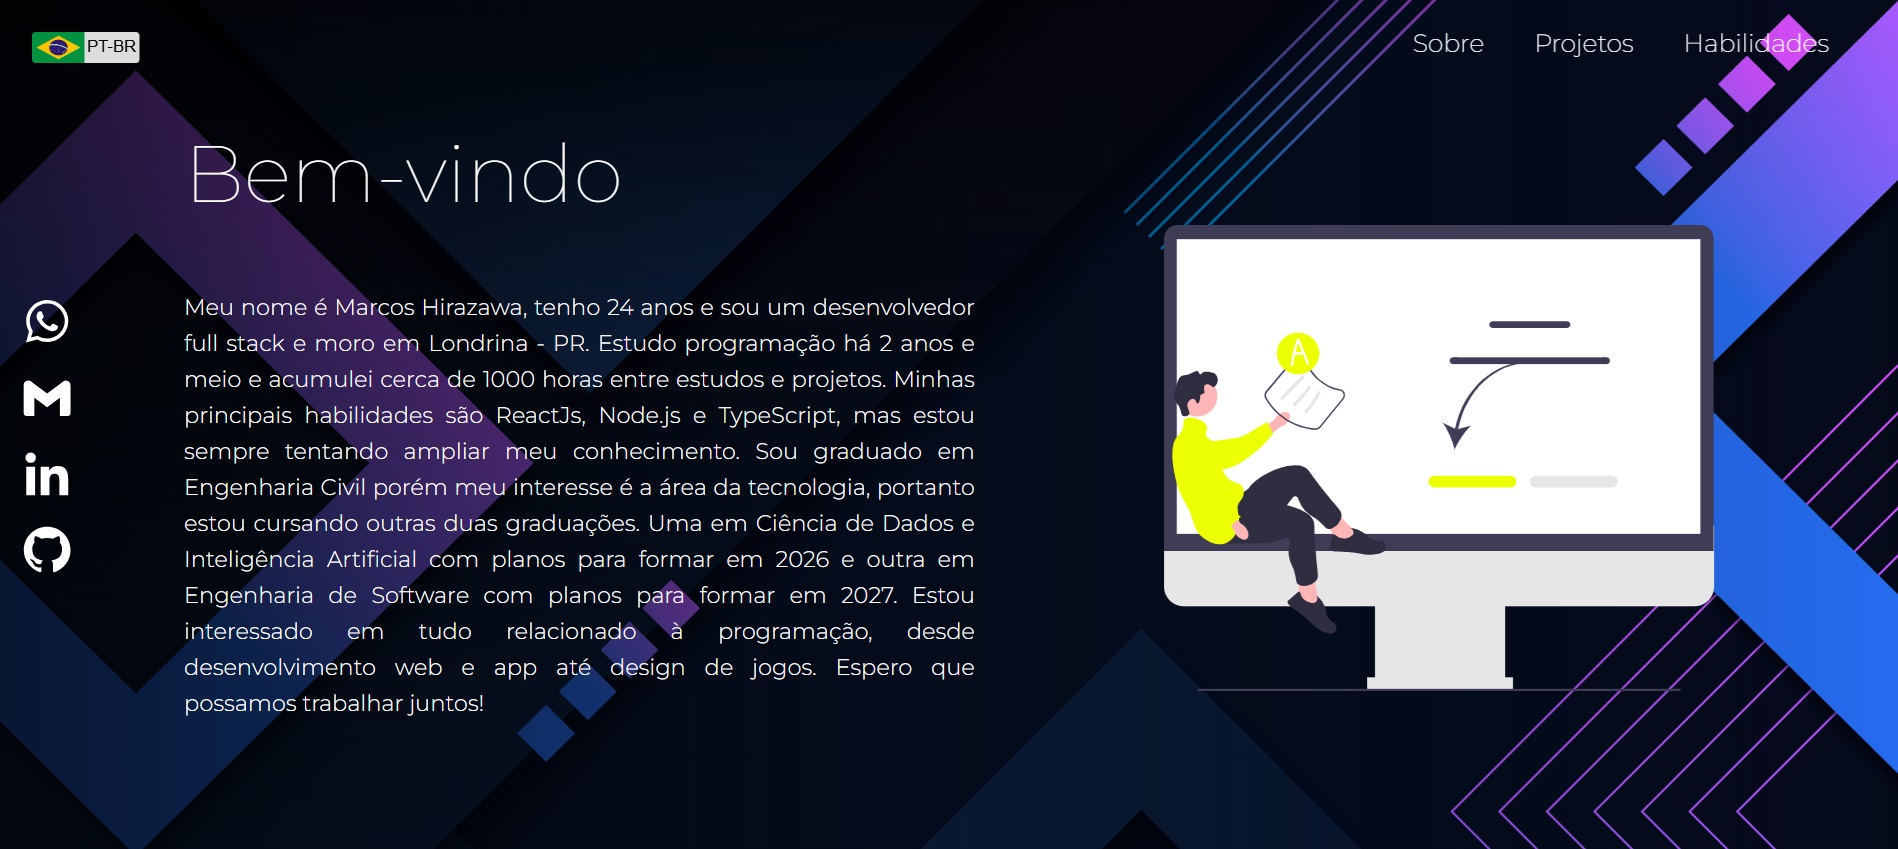 PT-BR
Sobre
Projetos
Habilidades
Bem-vindo
Meu nome é Marcos Hirazawa, tenho 24 anos e sou um desenvolvedor
full stack e moro em Londrina - PR. Estudo programação há 2 anos e
meio e acumulei cerca de 1000 horas entre estudos e projetos. Minhas
principais habilidades são ReactJs, Node.js e TypeScript, mas estou
sempre tentando ampliar meu conhecimento. Sou graduado em
Engenharia Civil porém meu interesse é a área da tecnologia, portanto
estou cursando outras duas graduações. Uma em Ciência de Dados e
Inteligência Artificial com planos para formar em 2026 e outra em
Engenharia de Software com planos para formar em 2027. Estou
interessado em tudo relacionado à programação, desde
desenvolvimento web e app até design de jogos. Espero que
possamos trabalhar juntos!
A
in